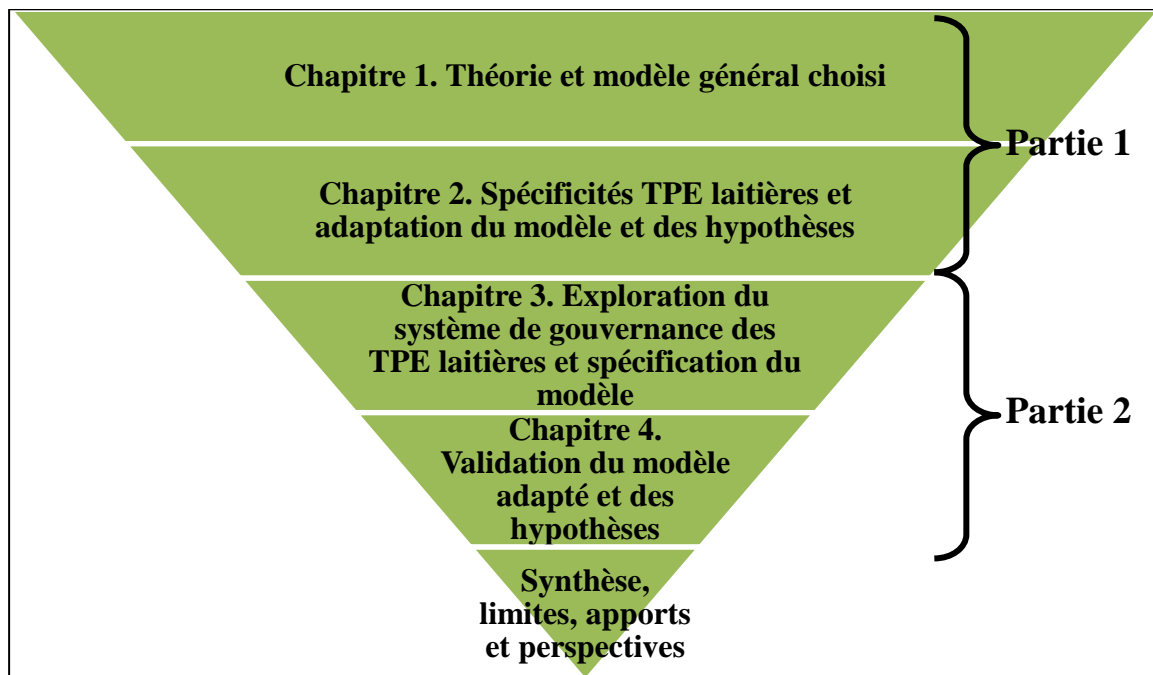 Chapitre 1. Théorie et modèle général choisi
Partie 1
Chapitre 2. Spécificités TPE laitières et
adaptation du modèle et des hypothèses
Chapitre 3. Exploration du
système de gouvernance des
TPE laitières et spécification du
modèle
Partie 2
Chapitre 4.
Validation du modèle
adapté et des
hypothèses
Synthèse,
limites, apports
et perspectives